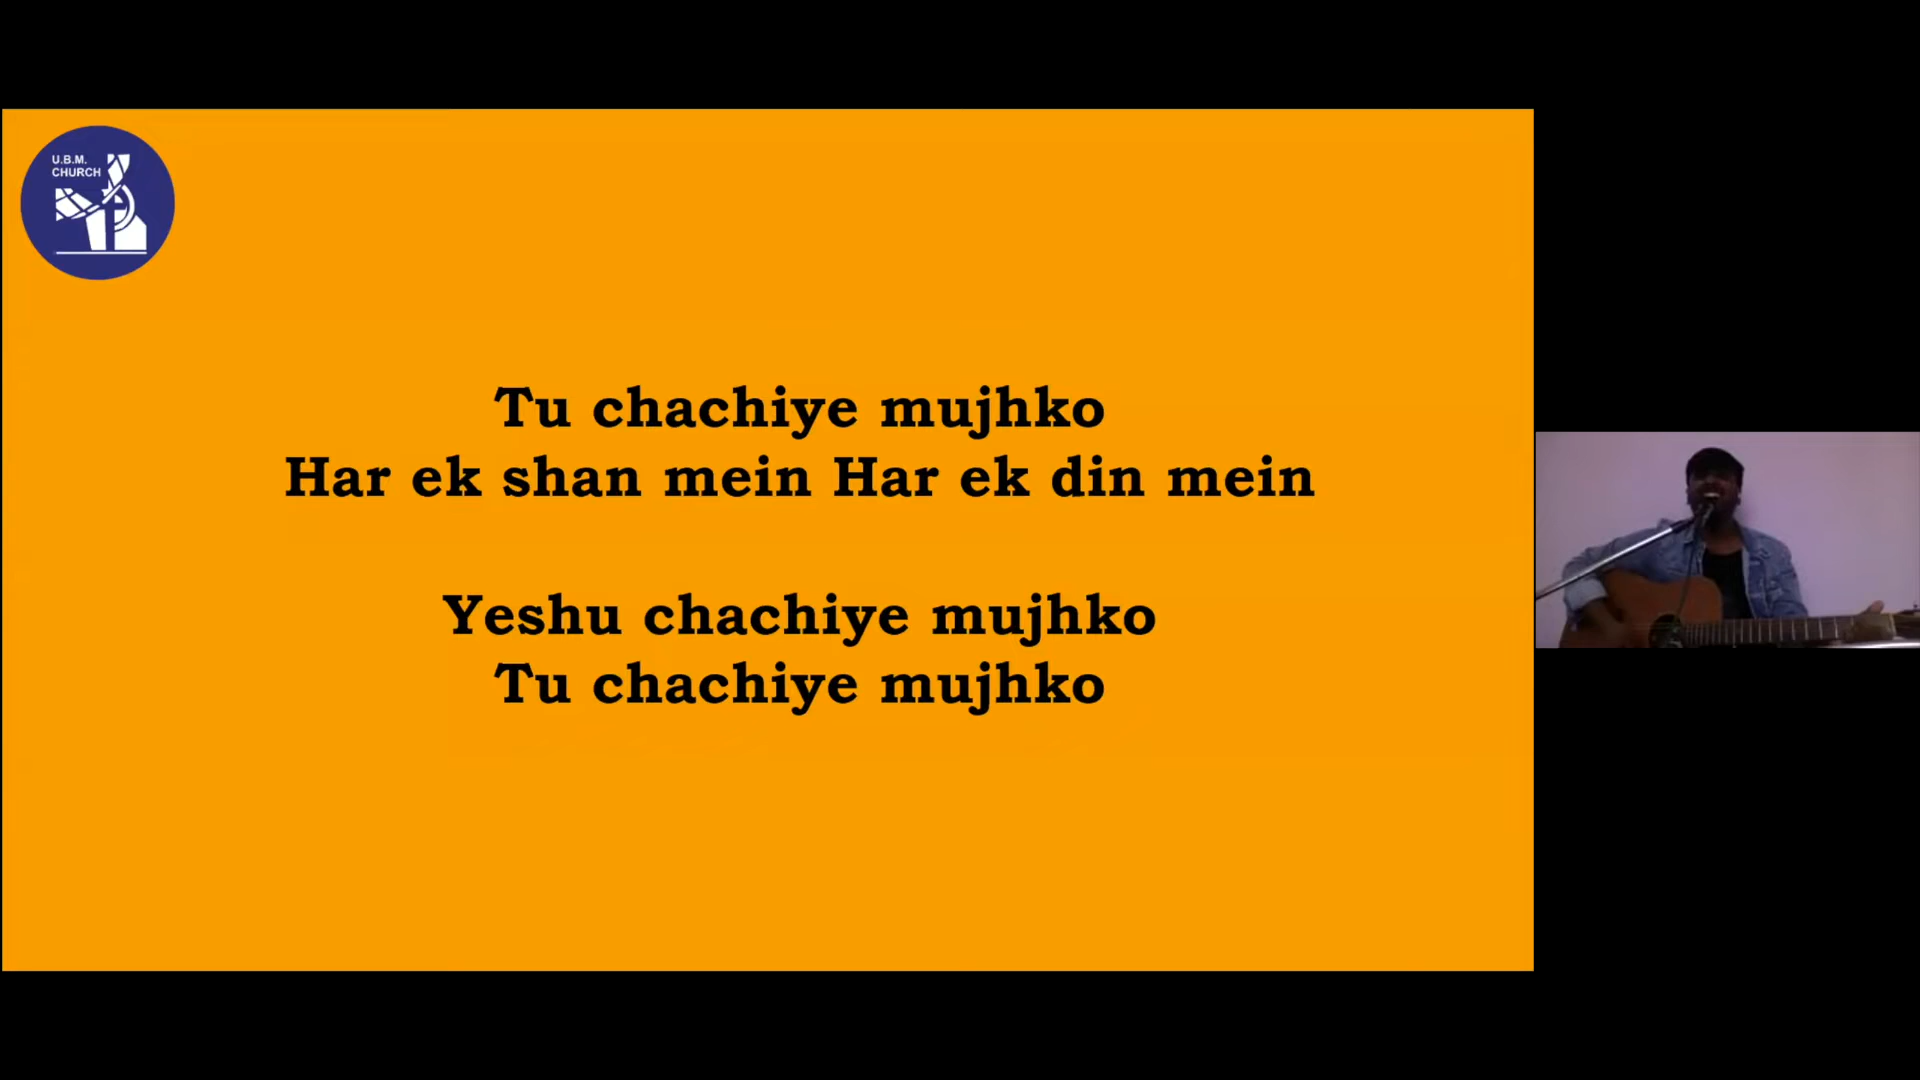 U.B.M.
CHURCH
Tu chachiye mujhko
Har ek shan mein Har ek din mein
Yeshu chachiye mujhko
Tu chachiye mujhko